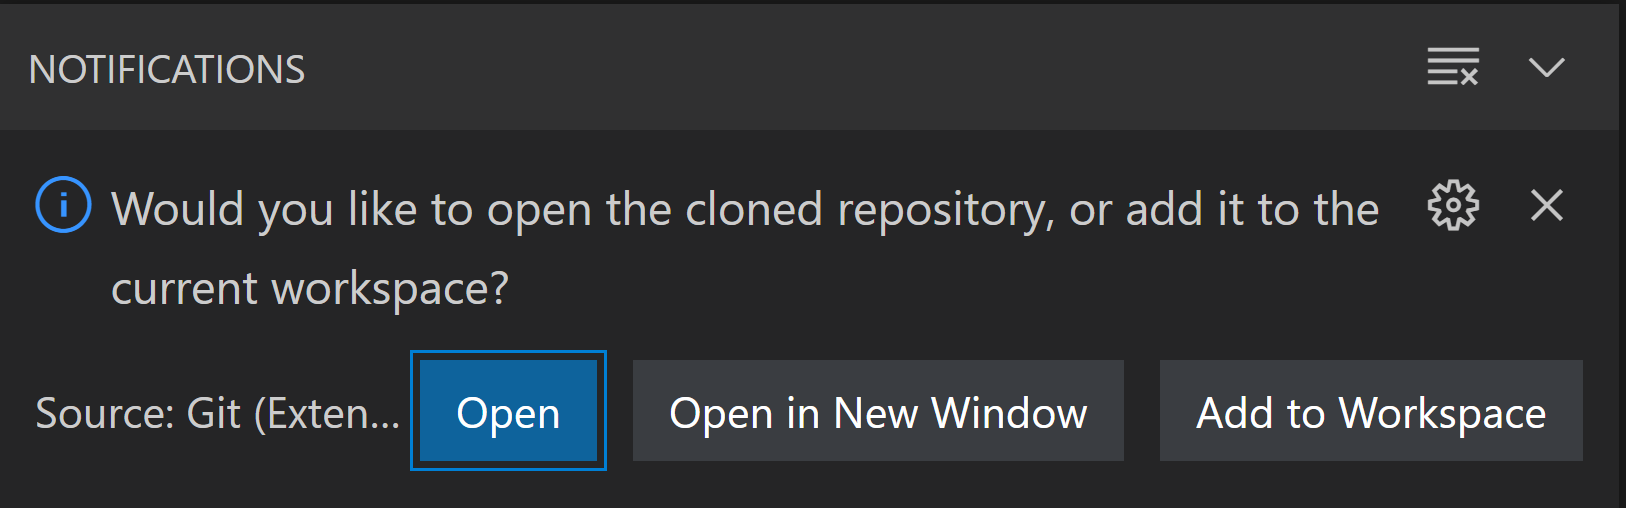 NOTIFICATIONS
Would you like to open the cloned repository, or add it to the
current workspace?
Source: Git (Exten... Open Open in New Window Add to Workspace